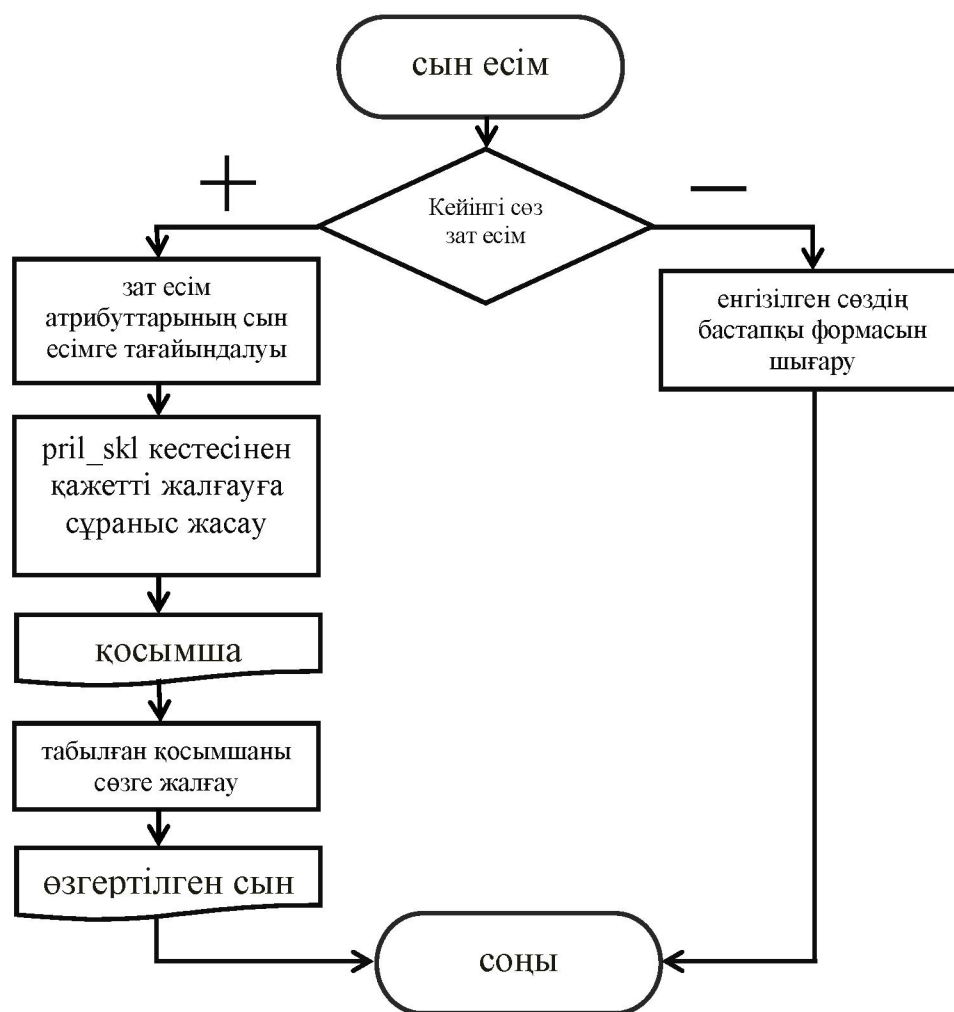 сын есім
+
—
Кейінгі сөз
зат есім
зат есім
атрибуттарының сын
есімге тағайындалуы
енгізілген сөздің
бастапқы формасын
шығару
pril_skl кестесінен
қажетті жалғауға
сұраныс жасау
қосымша
табылған қосымшаны
сөзге жалғау
өзгертілген сын
соңы